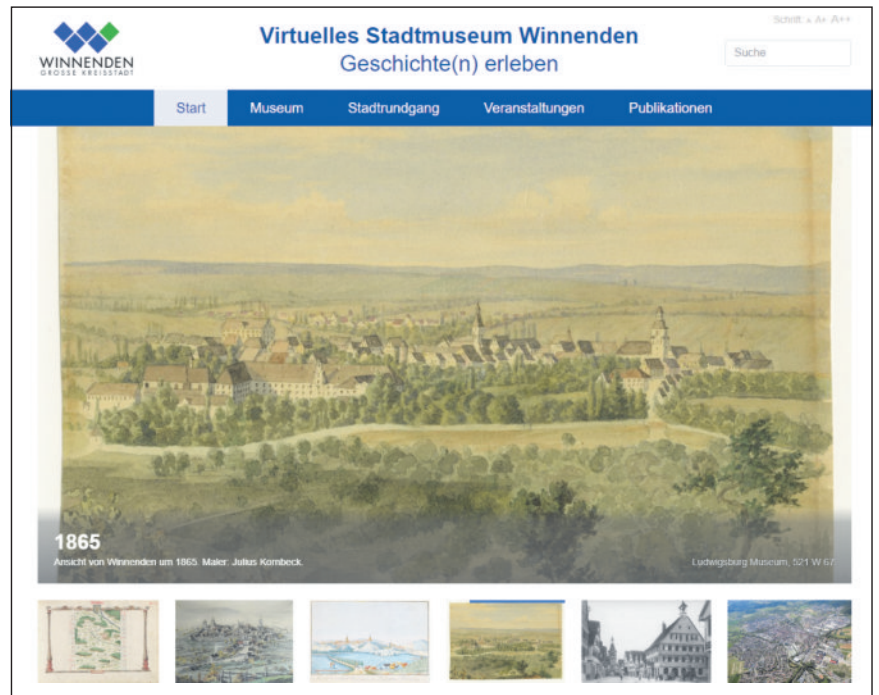 Schrift: A A+ A++
WINNENDEN
GROSSE KREISSTADT
Virtuelles Stadtmuseum Winnenden
Geschichte(n) erleben
Suche
Start Museum Stadtrundgang Veranstaltungen Publikationen
1865
Ansicht von Winnenden um 1865. Maler: Julius Kornbeck.
Ludwigsburg Museum, 521 W 67